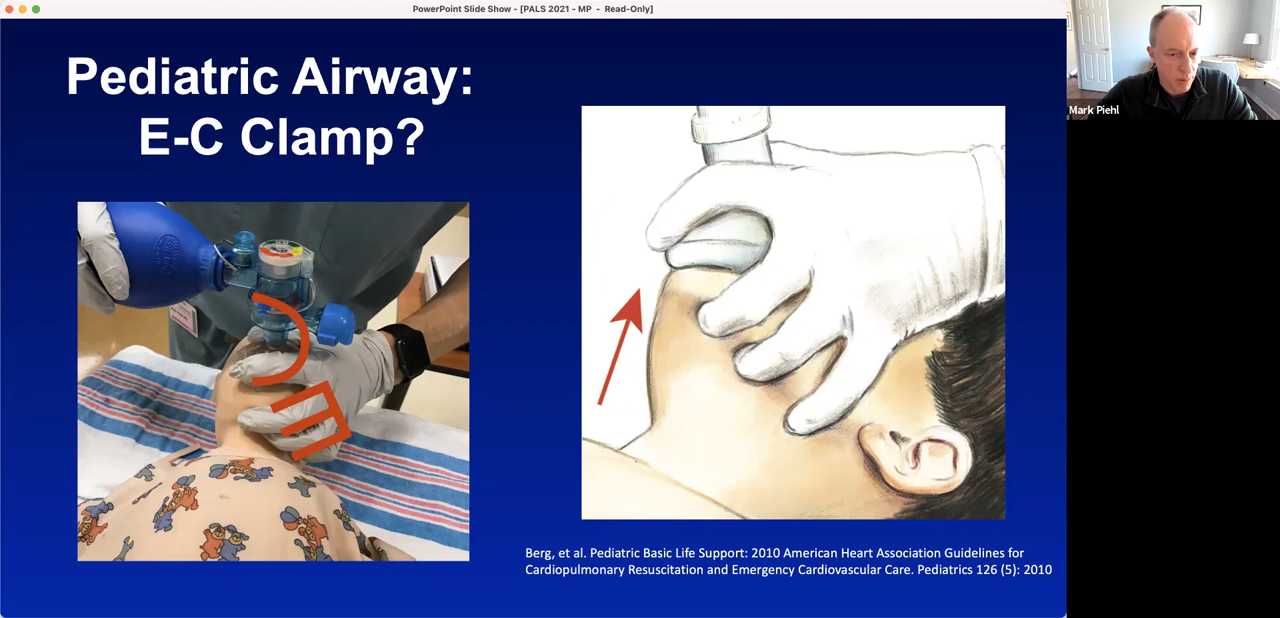 PowerPoint Slide Show - [PALS 2021 - MP - Read-Only]
Pediatric Airway:
E-C Clamp?
Mark Piehl
Berg, et al. Pediatric Basic Life Support: 2010 American Heart Association Guidelines for
Cardiopulmonary Resuscitation and Emergency Cardiovascular Care. Pediatrics 126 (5): 2010